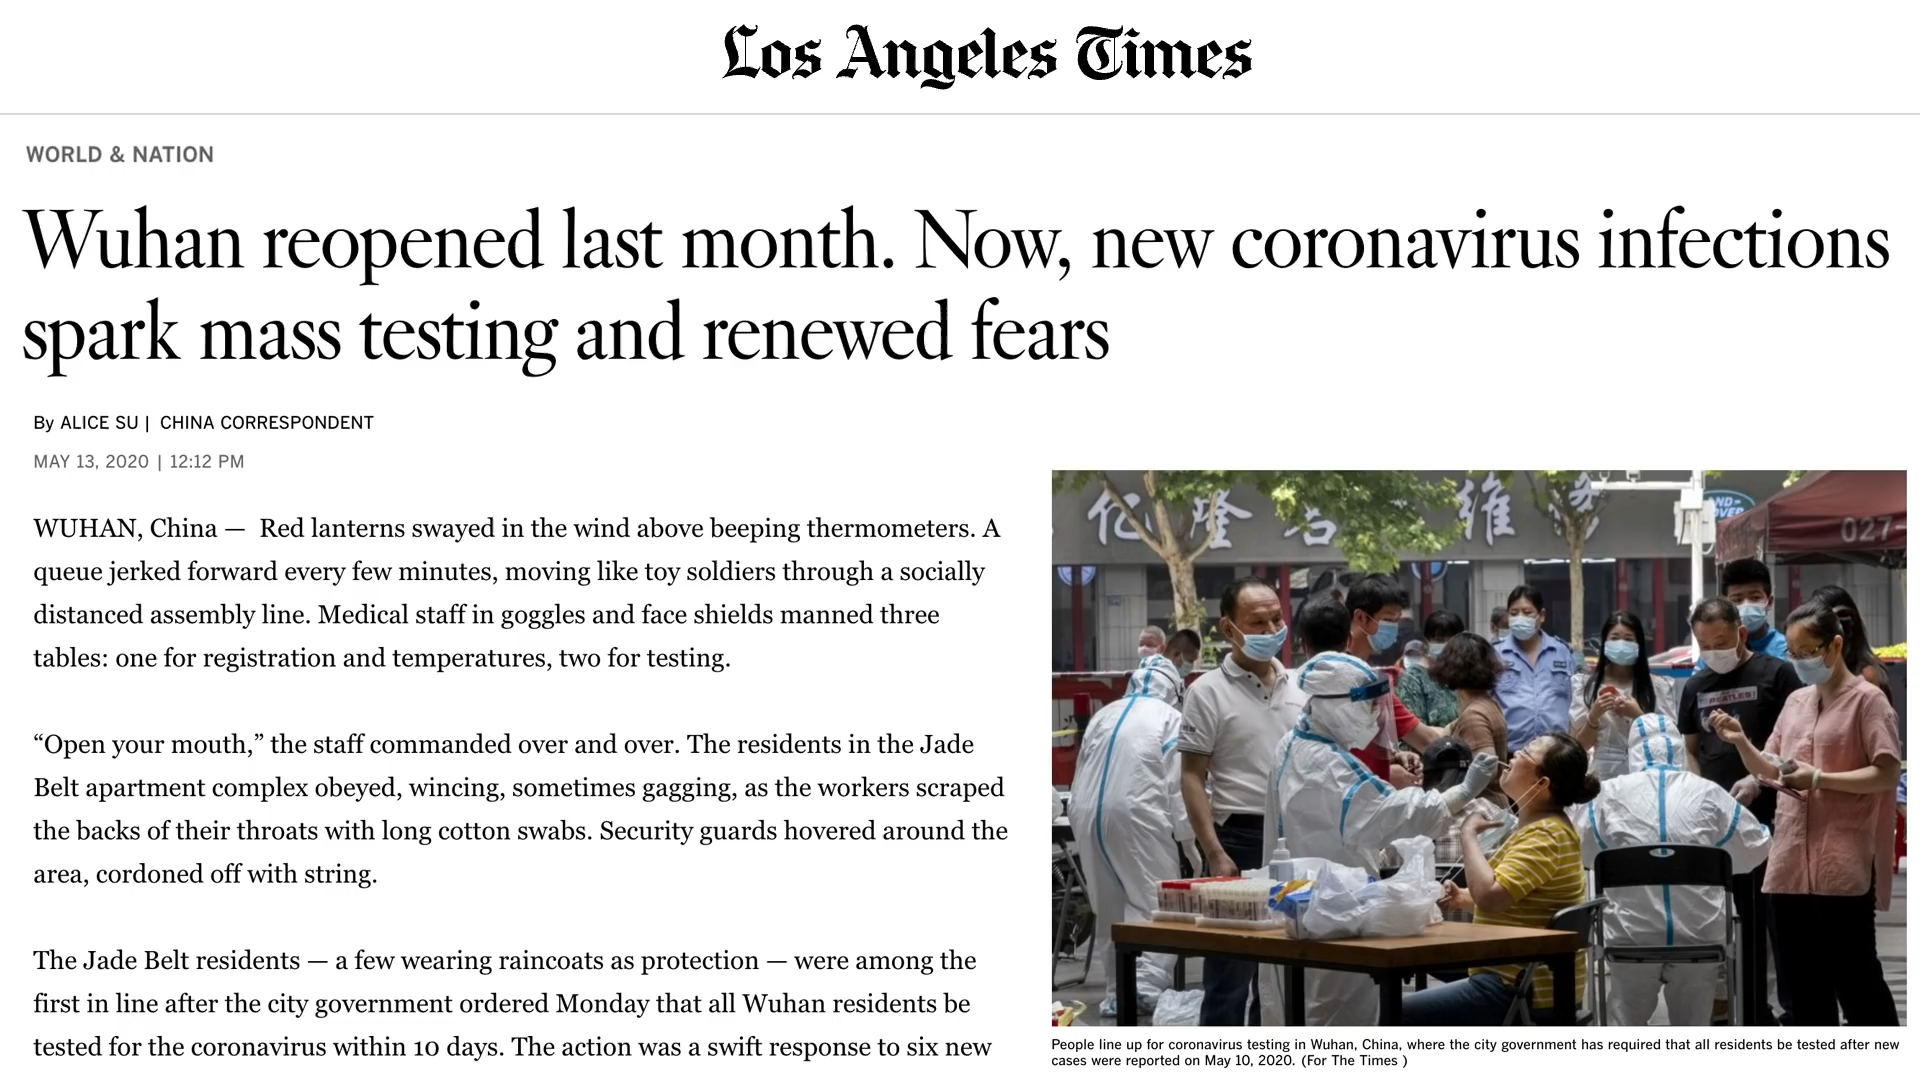 Los Angeles Times
WORLD & NATION
Wuhan reopened last month. Now, new coronavirus infections
spark mass testing and renewed fears
By ALICE SU | CHINA CORRESPONDENT
MAY 13, 2020 | 12:12 PM
WUHAN, China — Red lanterns swayed in the wind above beeping thermometers. A
queue jerked forward every few minutes, moving like toy soldiers through a socially
distanced assembly line. Medical staff in goggles and face shields manned three
tables: one for registration and temperatures, two for testing.
“Open your mouth,” the staff commanded over and over. The residents in the Jade
Belt apartment complex obeyed, wincing, sometimes gagging, as the workers scraped
the backs of their throats with long cotton swabs. Security guards hovered around the
area, cordoned off with string.
The Jade Belt residents — a few wearing raincoats as protection — were among the
first in line after the city government ordered Monday that all Wuhan residents be
tested for the coronavirus within 10 days. The action was a swift response to six new
亿隆名 维修
027-
BEATLES
People line up for coronavirus testing in Wuhan, China, where the city government has required that all residents be tested after new
cases were reported on May 10, 2020. (For The Times )